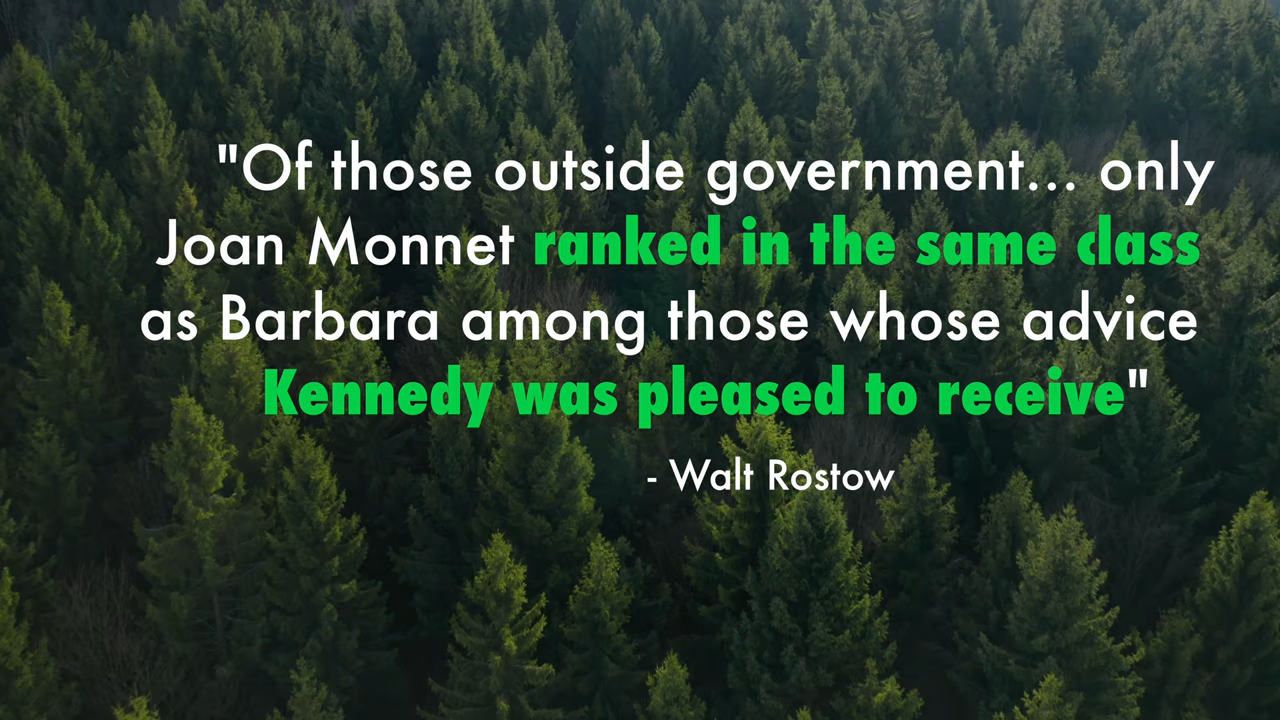 "Of those outside government... only
Joan Monnet ranked in the same class
as Barbara among those whose advice
Kennedy was pleased to receive"
- Walt Rostow